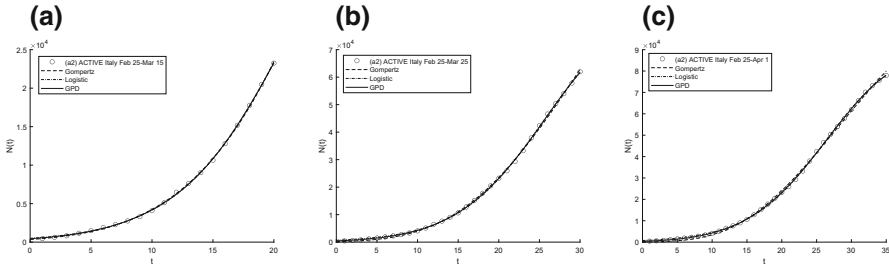 (a)
×10⁴
2.5
2
1.5
1
0.5
0
N(t)
(a2) ACTIVE Italy Feb 25-Mar 15
Gompertz
Logistic
GPD
0 5 10 15 20
t
(b)
×10⁴
7
6
5
4
3
2
1
0
N(t)
(a2) ACTIVE Italy Feb 25-Mar 25
Gompertz
Logistic
GPD
0 5 10 15 20 25 30
t
(c)
×10⁴
10
9
8
7
6
5
4
3
2
1
0
N(t)
(a2) ACTIVE Italy Feb 25-Apr 1
Gompertz
Logistic
GPD
0 5 10 15 20 25 30 35
t